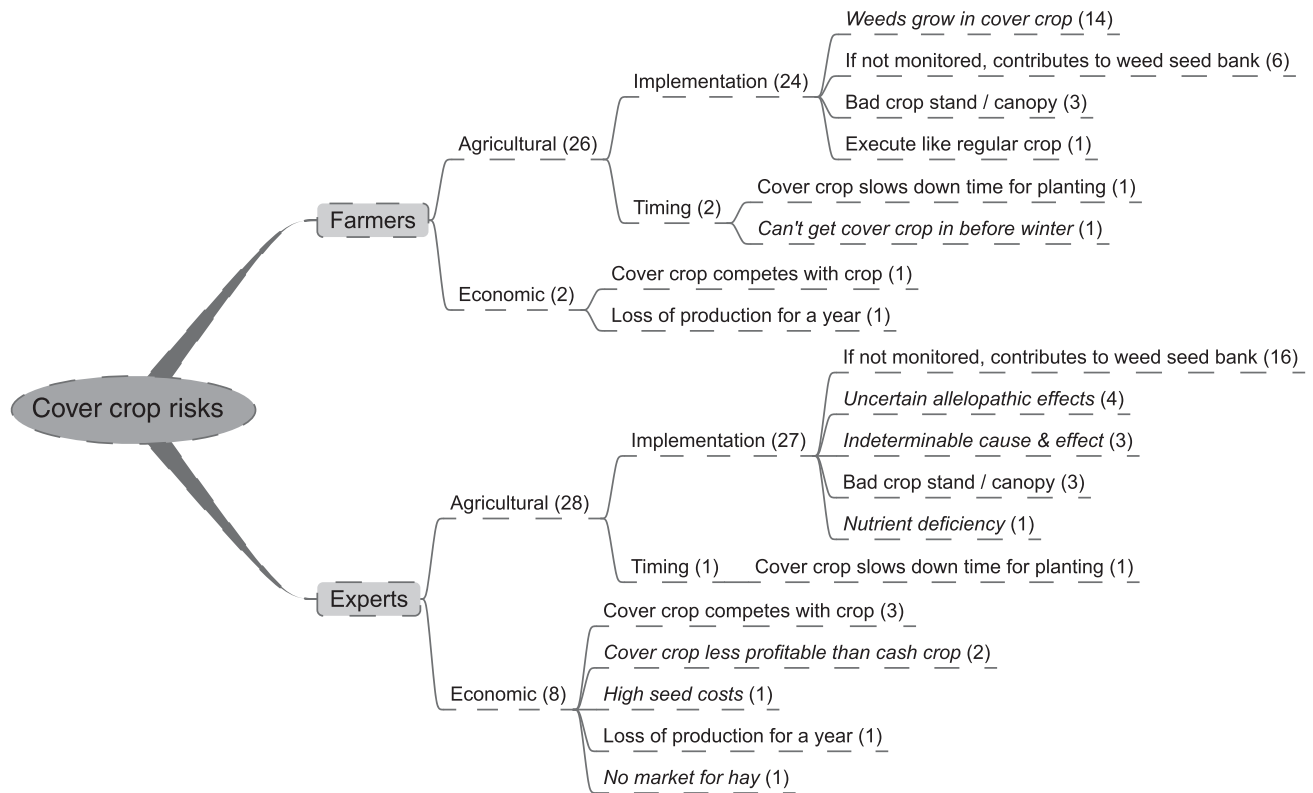 Cover crop risks
Farmers
Agricultural (26)
Implementation (24)
Weeds grow in cover crop (14)
If not monitored, contributes to weed seed bank (6)
Bad crop stand / canopy (3)
Execute like regular crop (1)
Timing (2)
Cover crop slows down time for planting (1)
Can't get cover crop in before winter (1)
Economic (2)
Cover crop competes with crop (1)
Loss of production for a year (1)
Experts
Agricultural (28)
Implementation (27)
If not monitored, contributes to weed seed bank (16)
Uncertain allelopathic effects (4)
Indeterminable cause & effect (3)
Bad crop stand / canopy (3)
Nutrient deficiency (1)
Timing (1)
Cover crop slows down time for planting (1)
Economic (8)
Cover crop competes with crop (3)
Cover crop less profitable than cash crop (2)
High seed costs (1)
Loss of production for a year (1)
No market for hay (1)